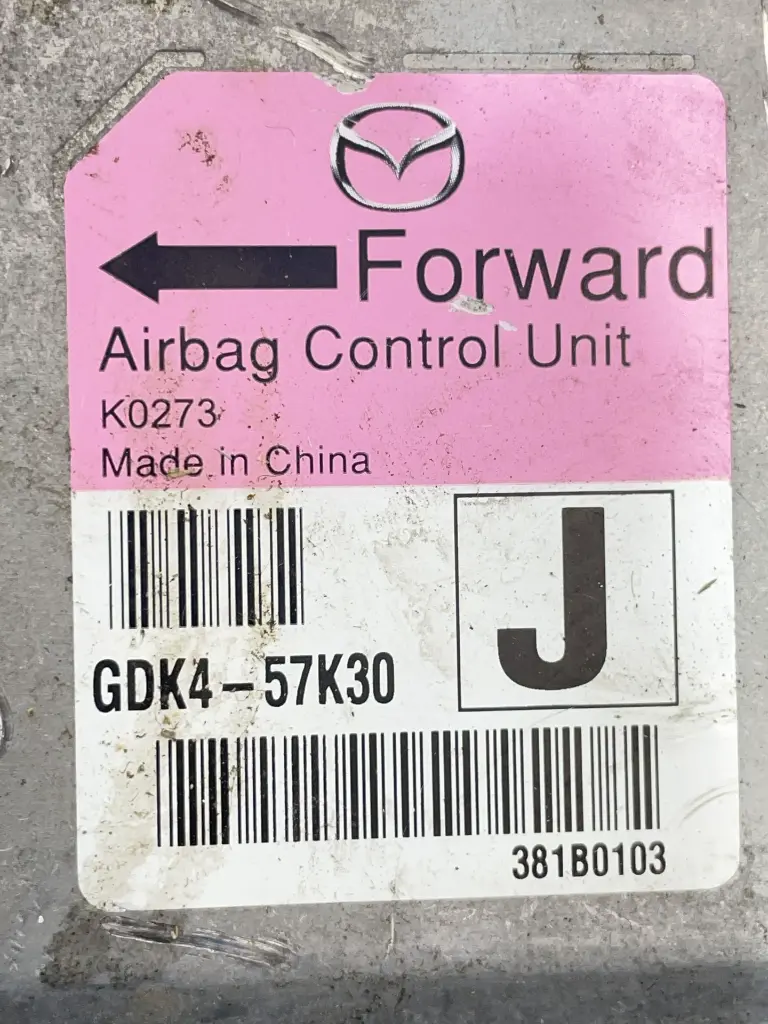 Forward
Airbag Control Unit
K0273
Made in China
J
GDK4-57K30
381B0103